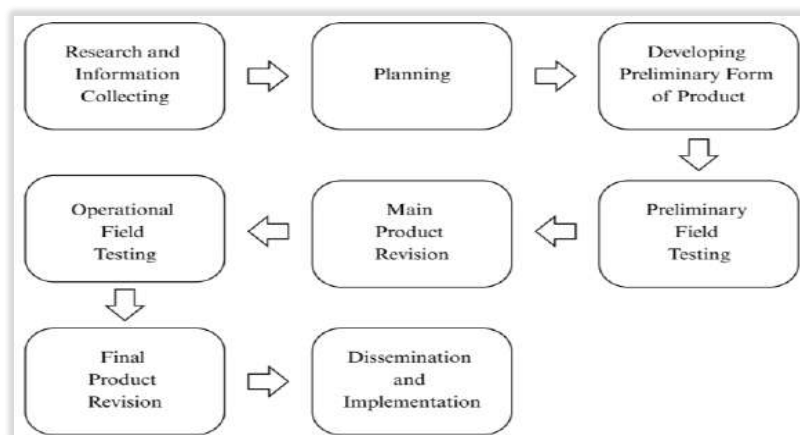 Research and
Information
Collecting
Planning
Developing
Preliminary Form
of Product
Preliminary
Field
Testing
Main
Product
Revision
Operational
Field
Testing
Final
Product
Revision
Dissemination
and
Implementation